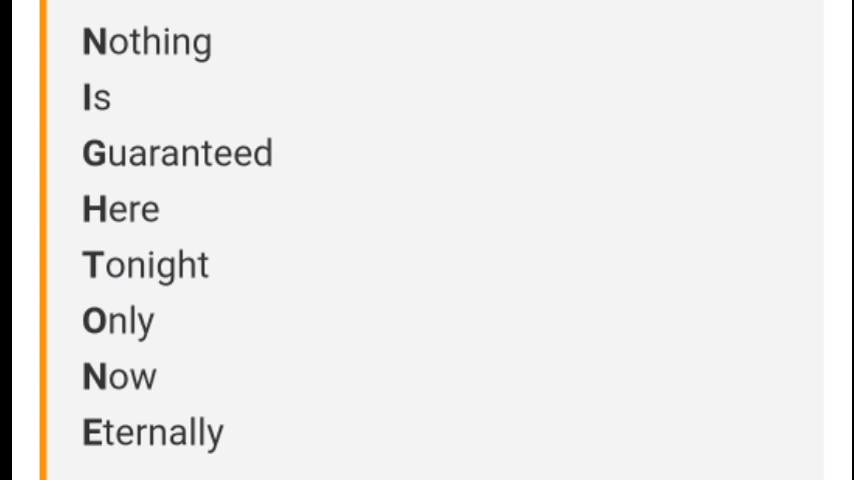 Nothing
Is
Guaranteed
Here
Tonight
Only
Now
Eternally